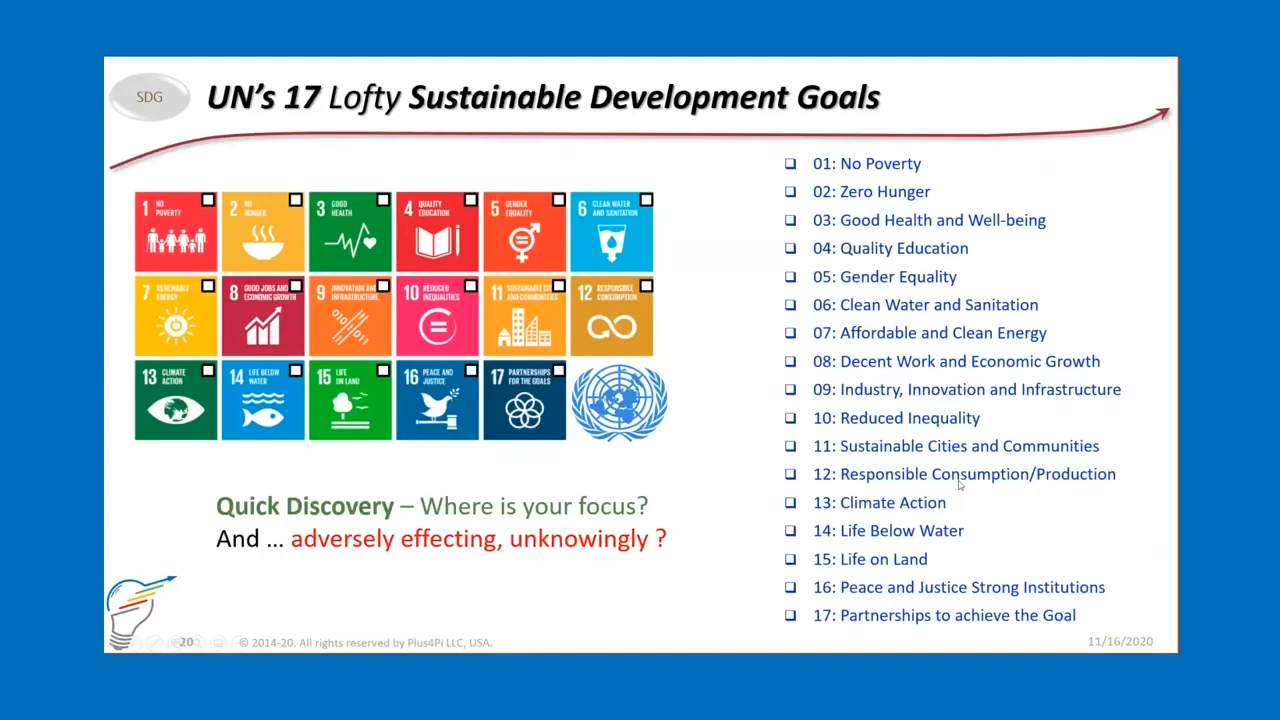 SDG
UN's 17 Lofty Sustainable Development Goals
1 NO
POVERTY
2 NO
HUNGER
3 GOOD
HEALTH
4 QUALITY
EDUCATION
5 GENDER
EQUALITY
6 CLEAN WATER
AND SANITATION
7 RENEWABLE
ENERGY
8 GOOD JOBS AND
ECONOMIC GROWTH
9 INNOVATION AND
INFRASTRUCTURE
10 REDUCED
INEQUALITIES
11 SUSTAINABLE
AND COMMUNITIES
12 RESPONSIBLE
CONSUMPTION
13 CLIMATE
ACTION
14 LIFE BELOW
WATER
15 LIFE
ON LAND
16 PEACE AND
JUSTICE
17 PARTNERSHIPS
FOR THE GOALS
Quick Discovery – Where is your focus?
And ... adversely effecting, unknowingly ?
01: No Poverty
02: Zero Hunger
03: Good Health and Well-being
04: Quality Education
05: Gender Equality
06: Clean Water and Sanitation
07: Affordable and Clean Energy
08: Decent Work and Economic Growth
09: Industry, Innovation and Infrastructure
10: Reduced Inequality
11: Sustainable Cities and Communities
12: Responsible Consumption/Production
13: Climate Action
14: Life Below Water
15: Life on Land
16: Peace and Justice Strong Institutions
17: Partnerships to achieve the Goal
20 © 2014-20. All rights reserved by Plus4Pi LLC, USA.
11/16/2020